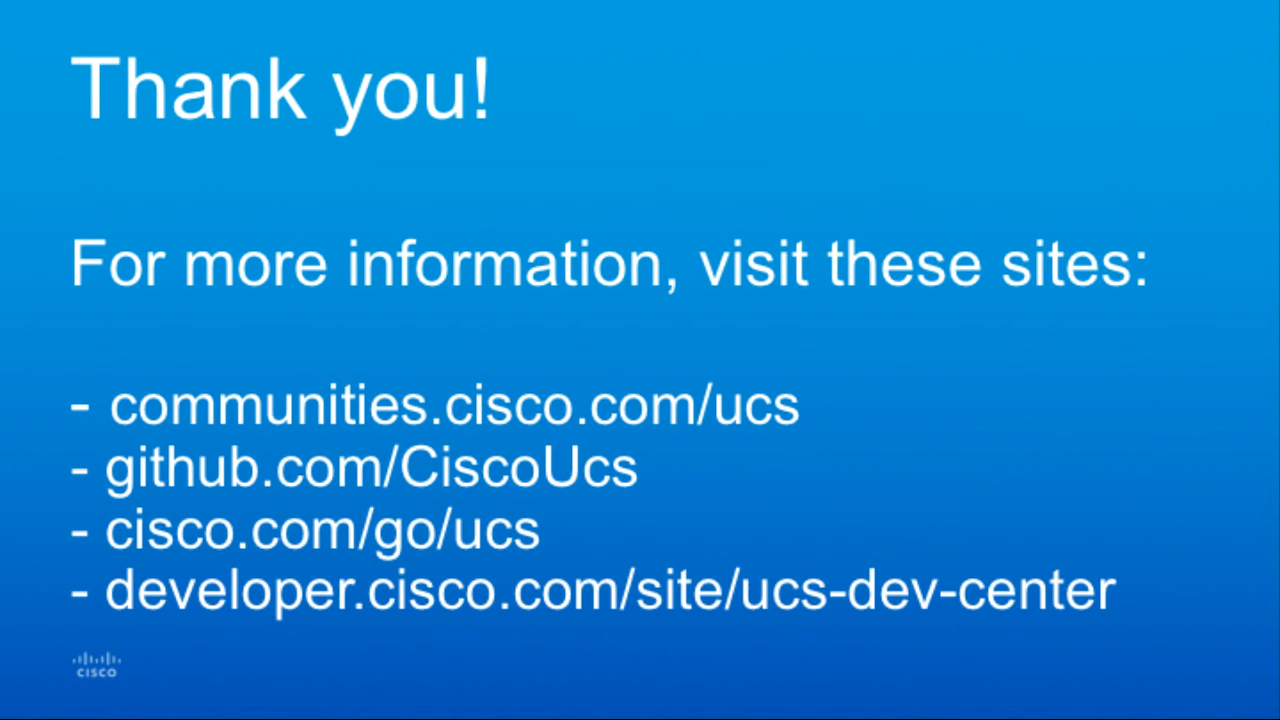 Thank you!
For more information, visit these sites:
- communities.cisco.com/ucs
- github.com/CiscoUcs
- cisco.com/go/ucs
- developer.cisco.com/site/ucs-dev-center
CISCO